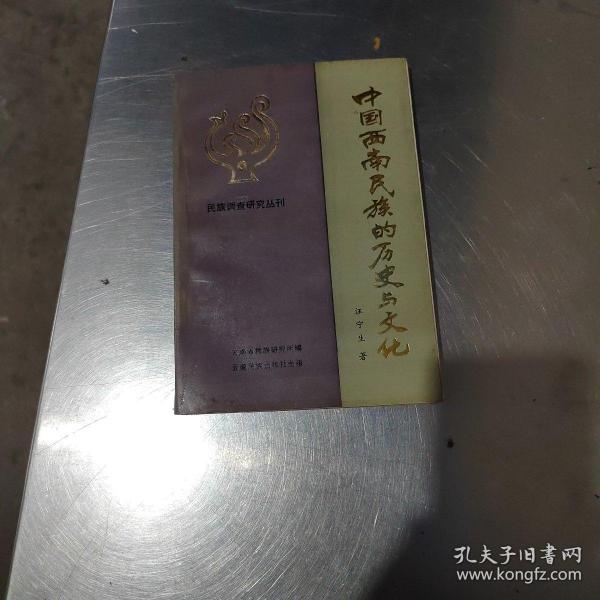 中国西南民族的历史与文化
汪宁生 著
民族调查研究丛刊
云南省民族研究所编
云南民族出版社出版
孔夫子旧书网
www.kongfz.com